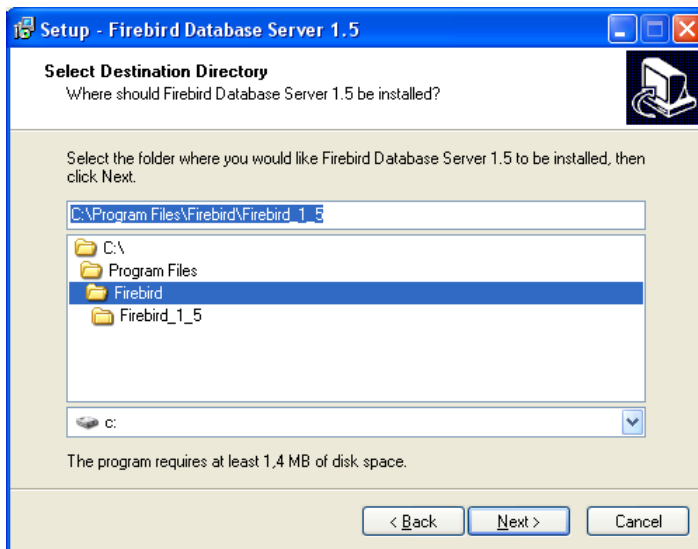 Setup - Firebird Database Server 1.5
Select Destination Directory
Where should Firebird Database Server 1.5 be installed?
Select the folder where you would like Firebird Database Server 1.5 to be installed, then
click Next.
C:\Program Files\Firebird\Firebird_1_5
C:\
Program Files
Firebird
Firebird_1_5
c:
The program requires at least 1,4 MB of disk space.
< Back Next > Cancel